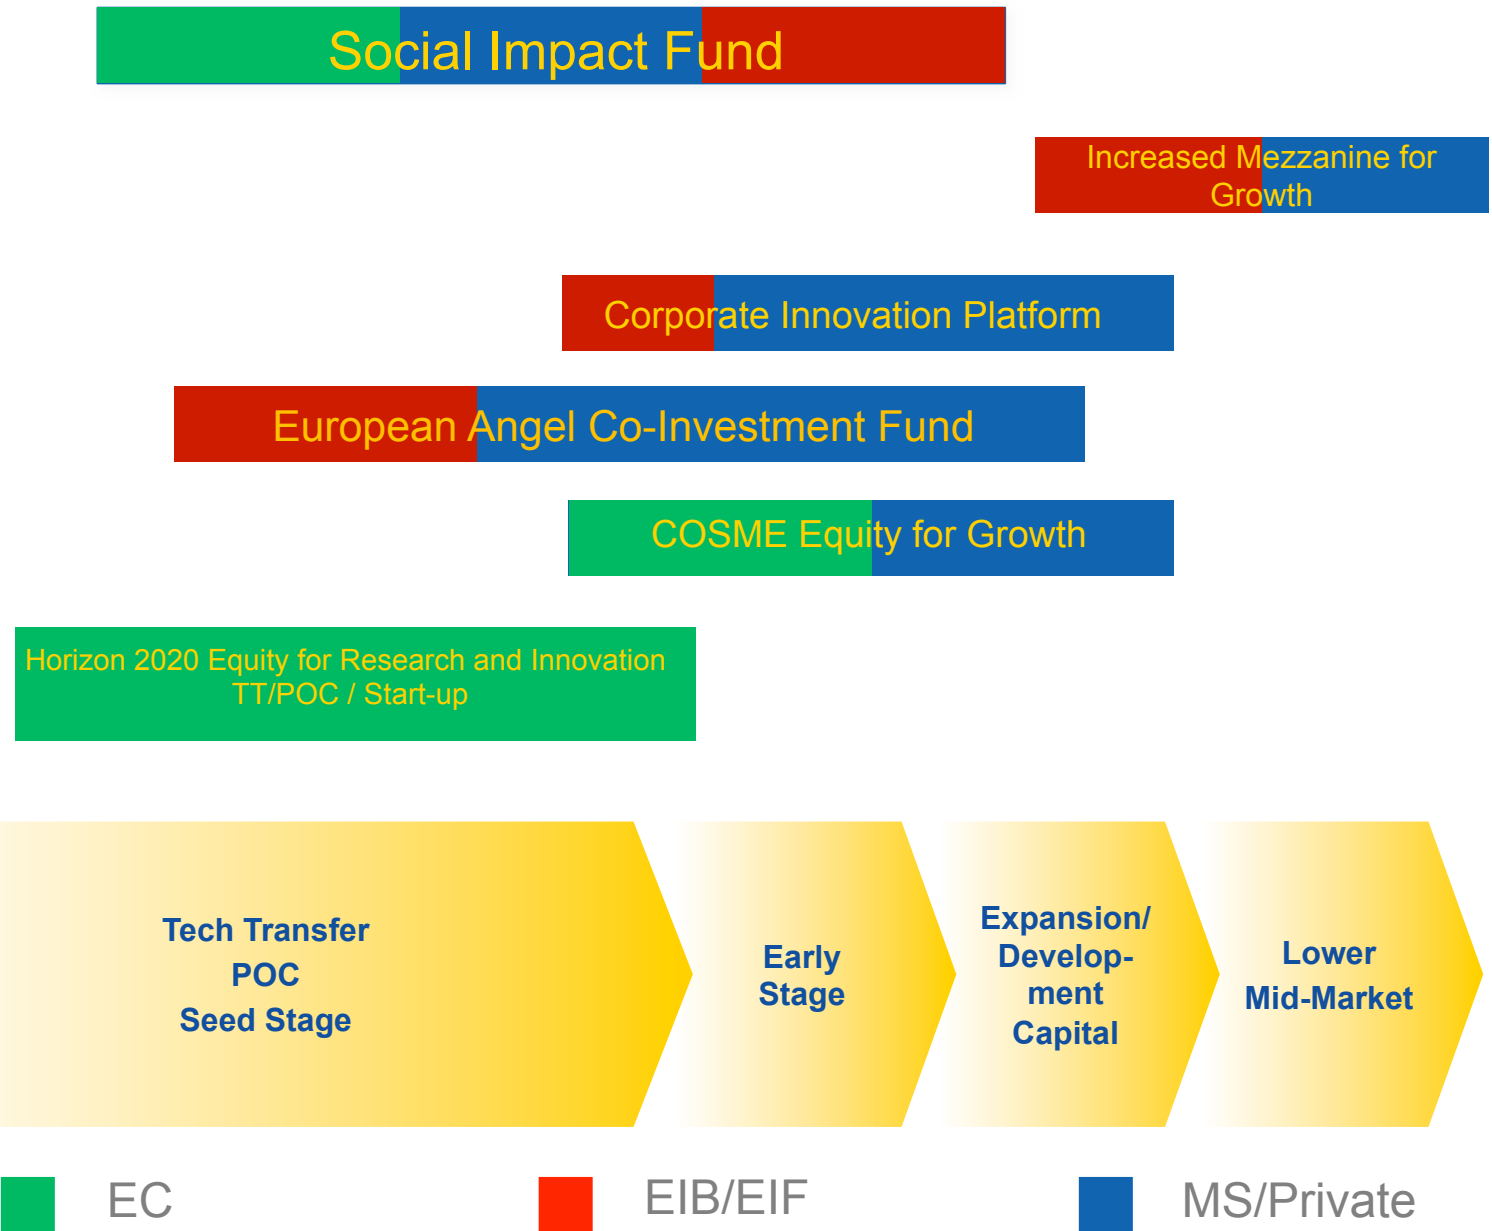 Social Impact Fund
Increased Mezzanine for
Growth
Corporate Innovation Platform
European Angel Co-Investment Fund
COSME Equity for Growth
Horizon 2020 Equity for Research and Innovation
TT/POC / Start-up
Tech Transfer
POC
Seed Stage
Early
Stage
Expansion/
Develop-
ment
Capital
Lower
Mid-Market
EC
EIB/EIF
MS/Private